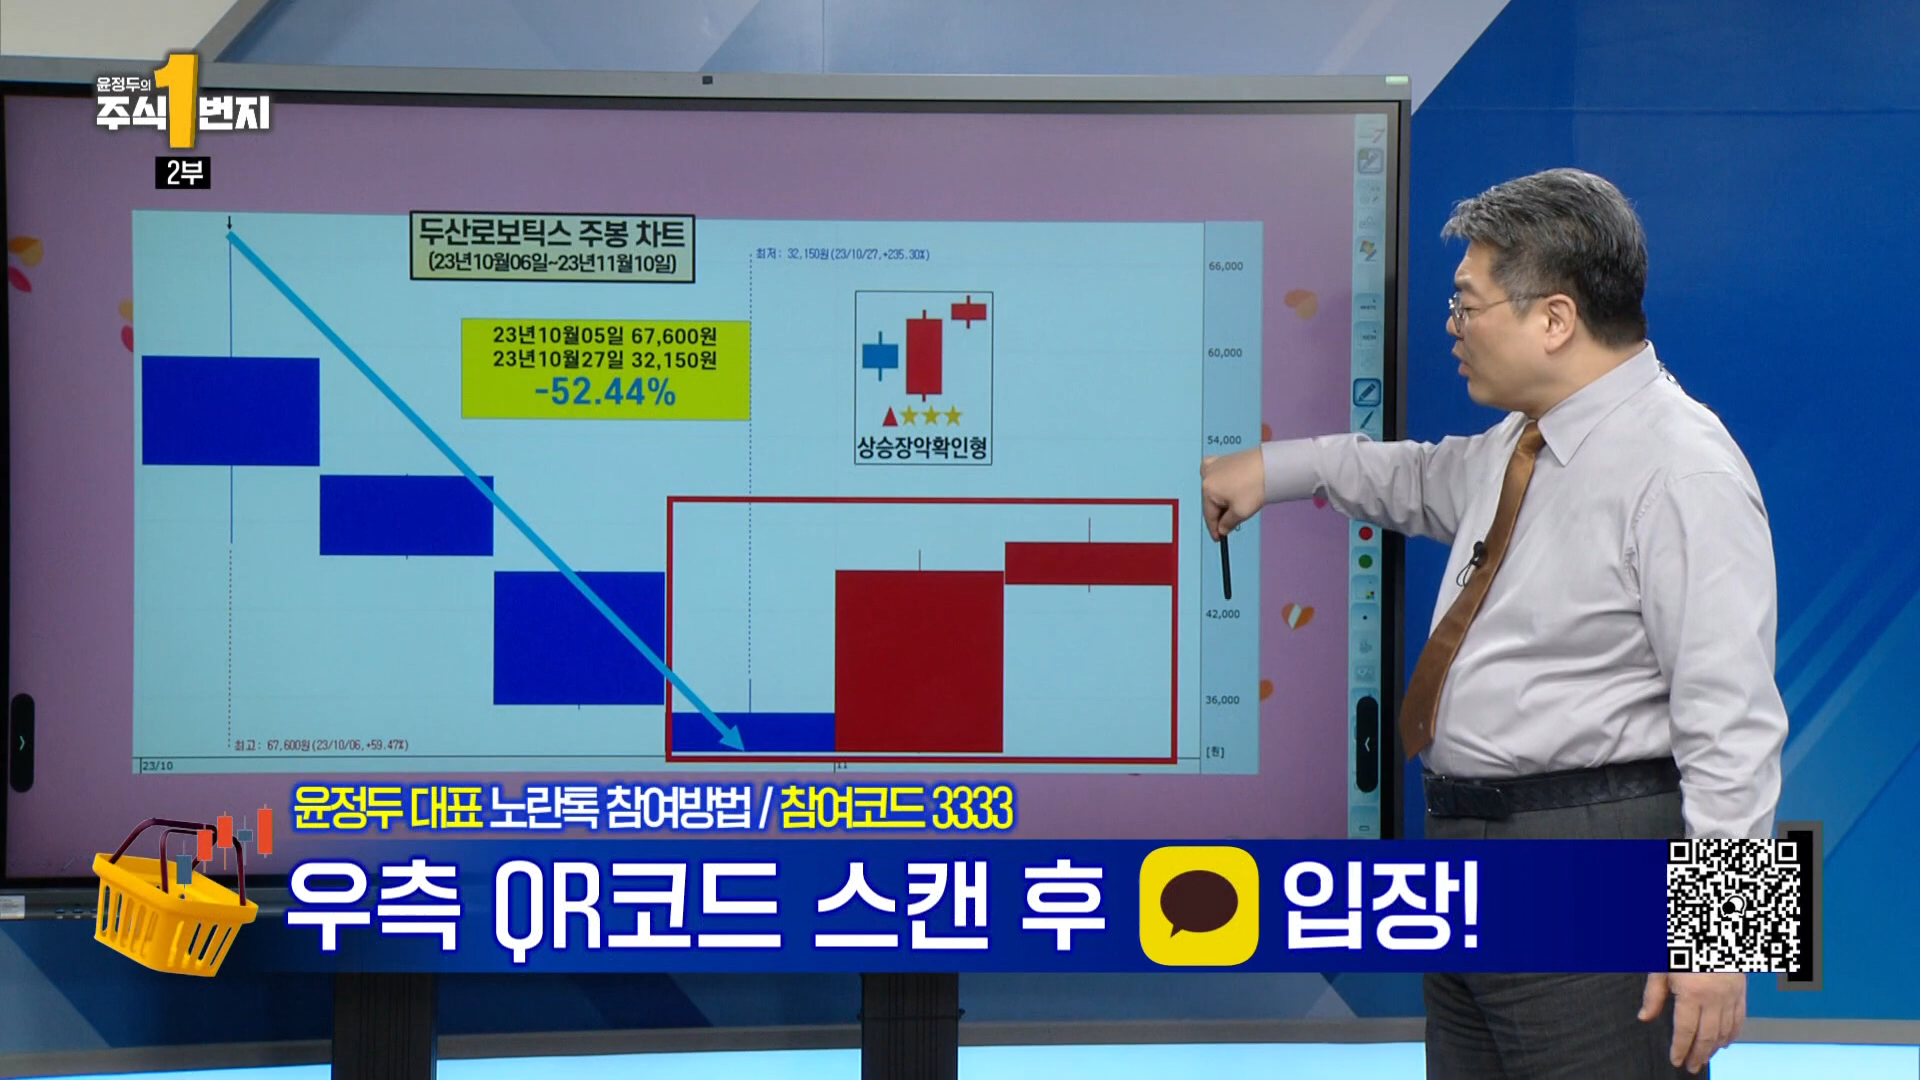 윤정두의
주식1번지
2부
두산로보틱스 주봉 차트
(23년10월06일~23년11월10일)
최저: 32,150원(23/10/27,+235.30%)
66,000
23년10월05일 67,600원
23년10월27일 32,150원
-52.44%
60,000
상승장악확인형
54,000
42,000
36,000
[원]
최고: 67,600원(23/10/06,+59.47%)
23/10
11
윤정두 대표 노란톡 참여방법 / 참여코드 3333
우측 QR코드 스캔 후 입장!